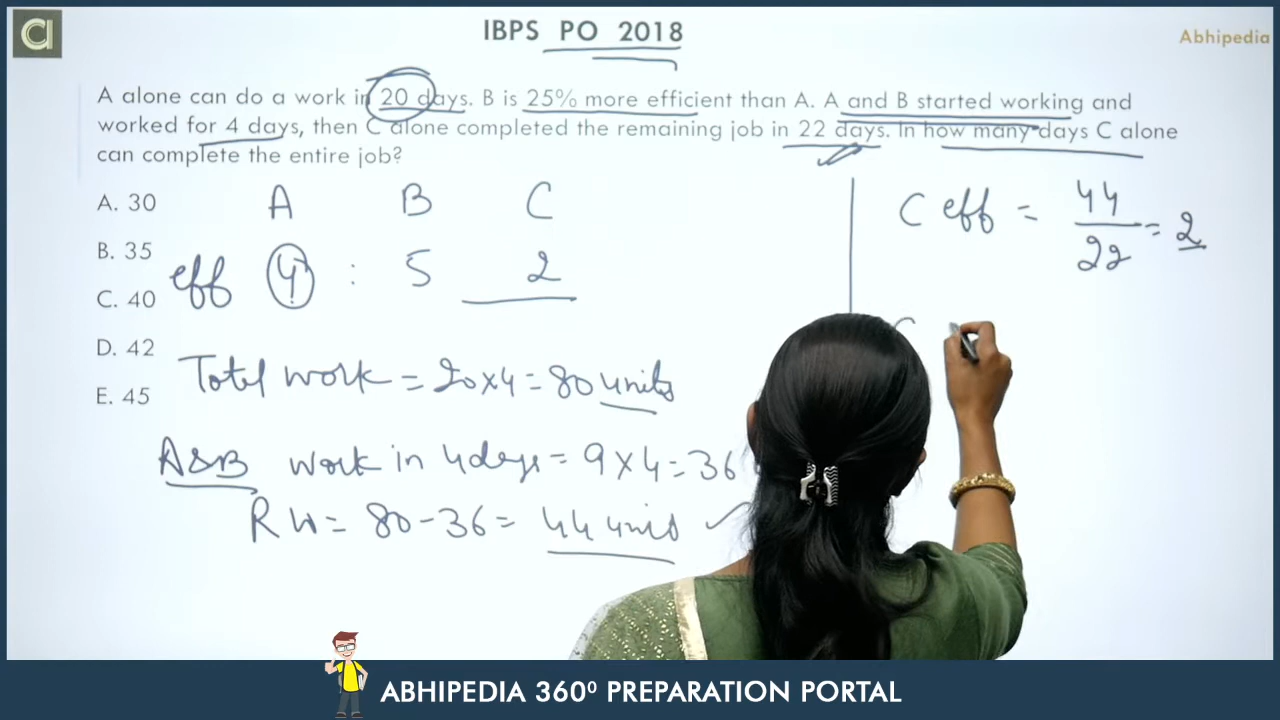 IBPS PO 2018
Abhipedia
A alone can do a work in 20 days. B is 25% more efficient than A. A and B started working and
worked for 4 days, then C alone completed the remaining job in 22 days. In how many days C alone
can complete the entire job?
A. 30
B. 35
C. 40
D. 42
E. 45
A B C
eff 4 : 5 2
Total work = 20×4 = 80 units
A&B work in 4days = 9×4 = 36
RW = 80-36 = 44 units
C eff = 44/22 = 2
C
ABHIPEDIA 360⁰ PREPARATION PORTAL